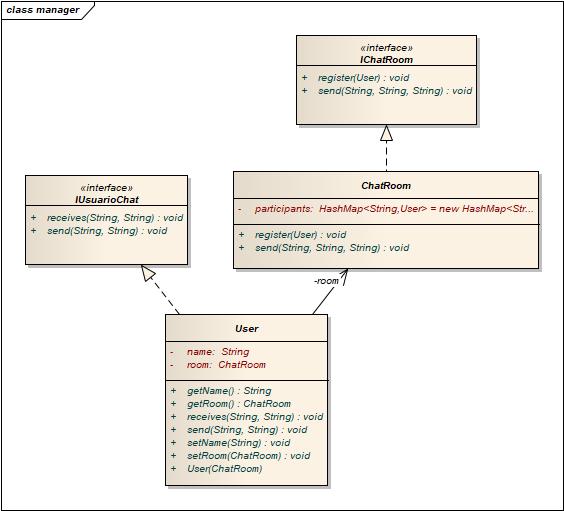 class manager
«interface»
IChatRoom
+ register(User) : void
+ send(String, String, String) : void
«interface»
IUsuarioChat
+ receives(String, String) : void
+ send(String, String) : void
ChatRoom
- participants: HashMap<String,User> = new HashMap<Str...
+ register(User) : void
+ send(String, String, String) : void
-room
User
- name: String
- room: ChatRoom
+ getName() : String
+ getRoom() : ChatRoom
+ receives(String, String) : void
+ send(String, String) : void
+ setName(String) : void
+ setRoom(ChatRoom) : void
+ User(ChatRoom)